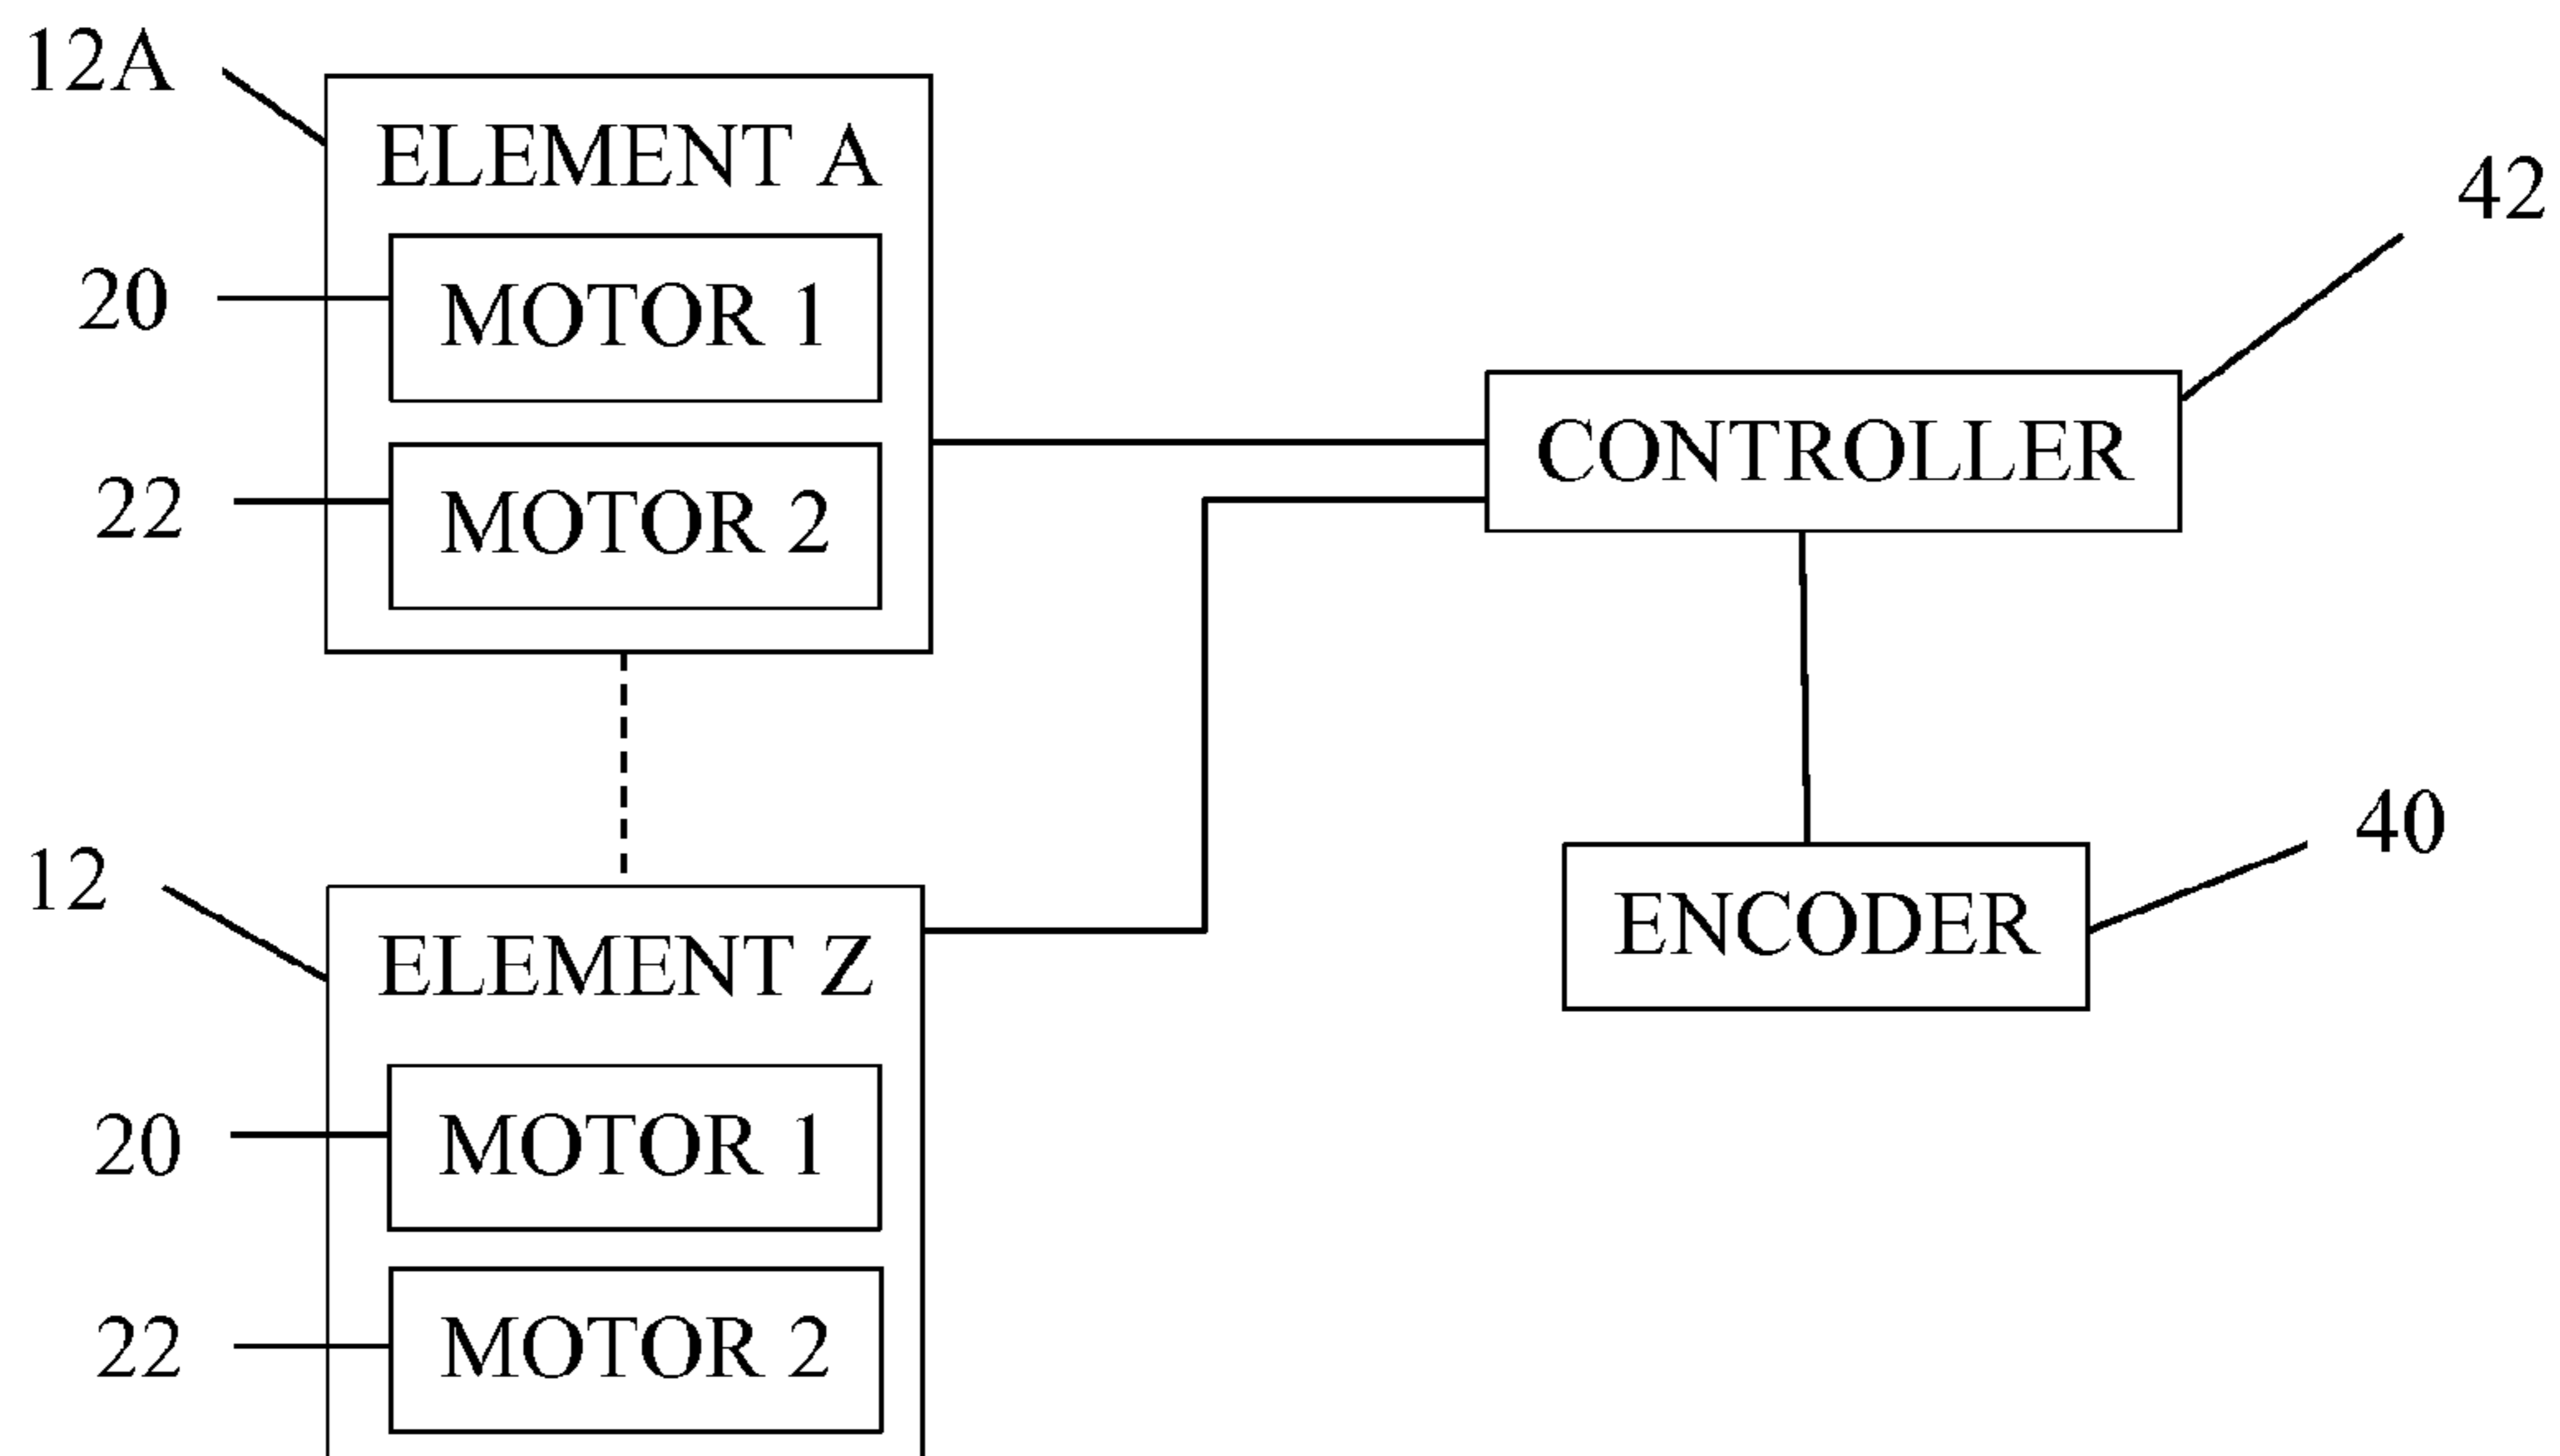 12A
ELEMENT A
20
MOTOR 1
22
MOTOR 2
42
CONTROLLER
40
ENCODER
12
ELEMENT Z
20
MOTOR 1
22
MOTOR 2